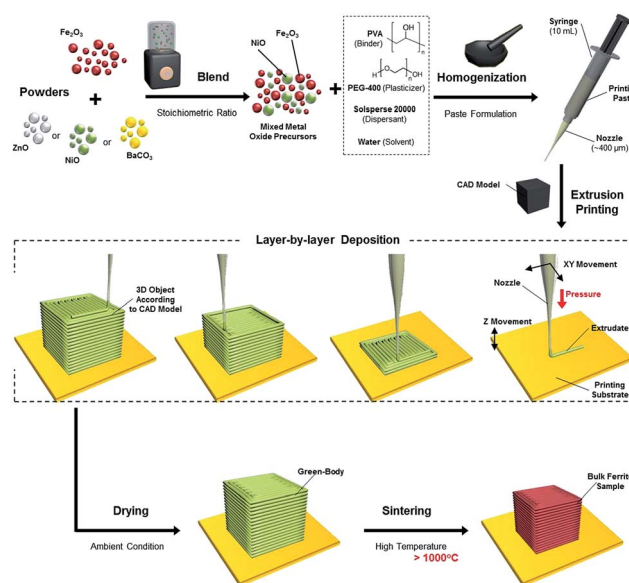 Fe₂O₃
Powders
+
ZnO
or
NiO
or
BaCO₃
Blend
Stoichiometric Ratio
NiO
Fe₂O₃
Mixed Metal
Oxide Precursors
+
PVA
(Binder)
n
H
O
OH
n
PEG-400 (Plasticizer)
Solsperse 20000
(Dispersant)
Water (Solvent)
Homogenization
Paste Formulation
Syringe
(10 mL)
Printi
Past
Nozzle
(~400 µm)
CAD Model
Extrusion
Printing
Layer-by-layer Deposition
3D Object
According
to CAD Model
XY Movement
Nozzle
Pressure
Z Movement
Extrudate
Printing
Substrate
Drying
Ambient Condition
Green-Body
Sintering
High Temperature
> 1000°C
Bulk Ferrit
Sample